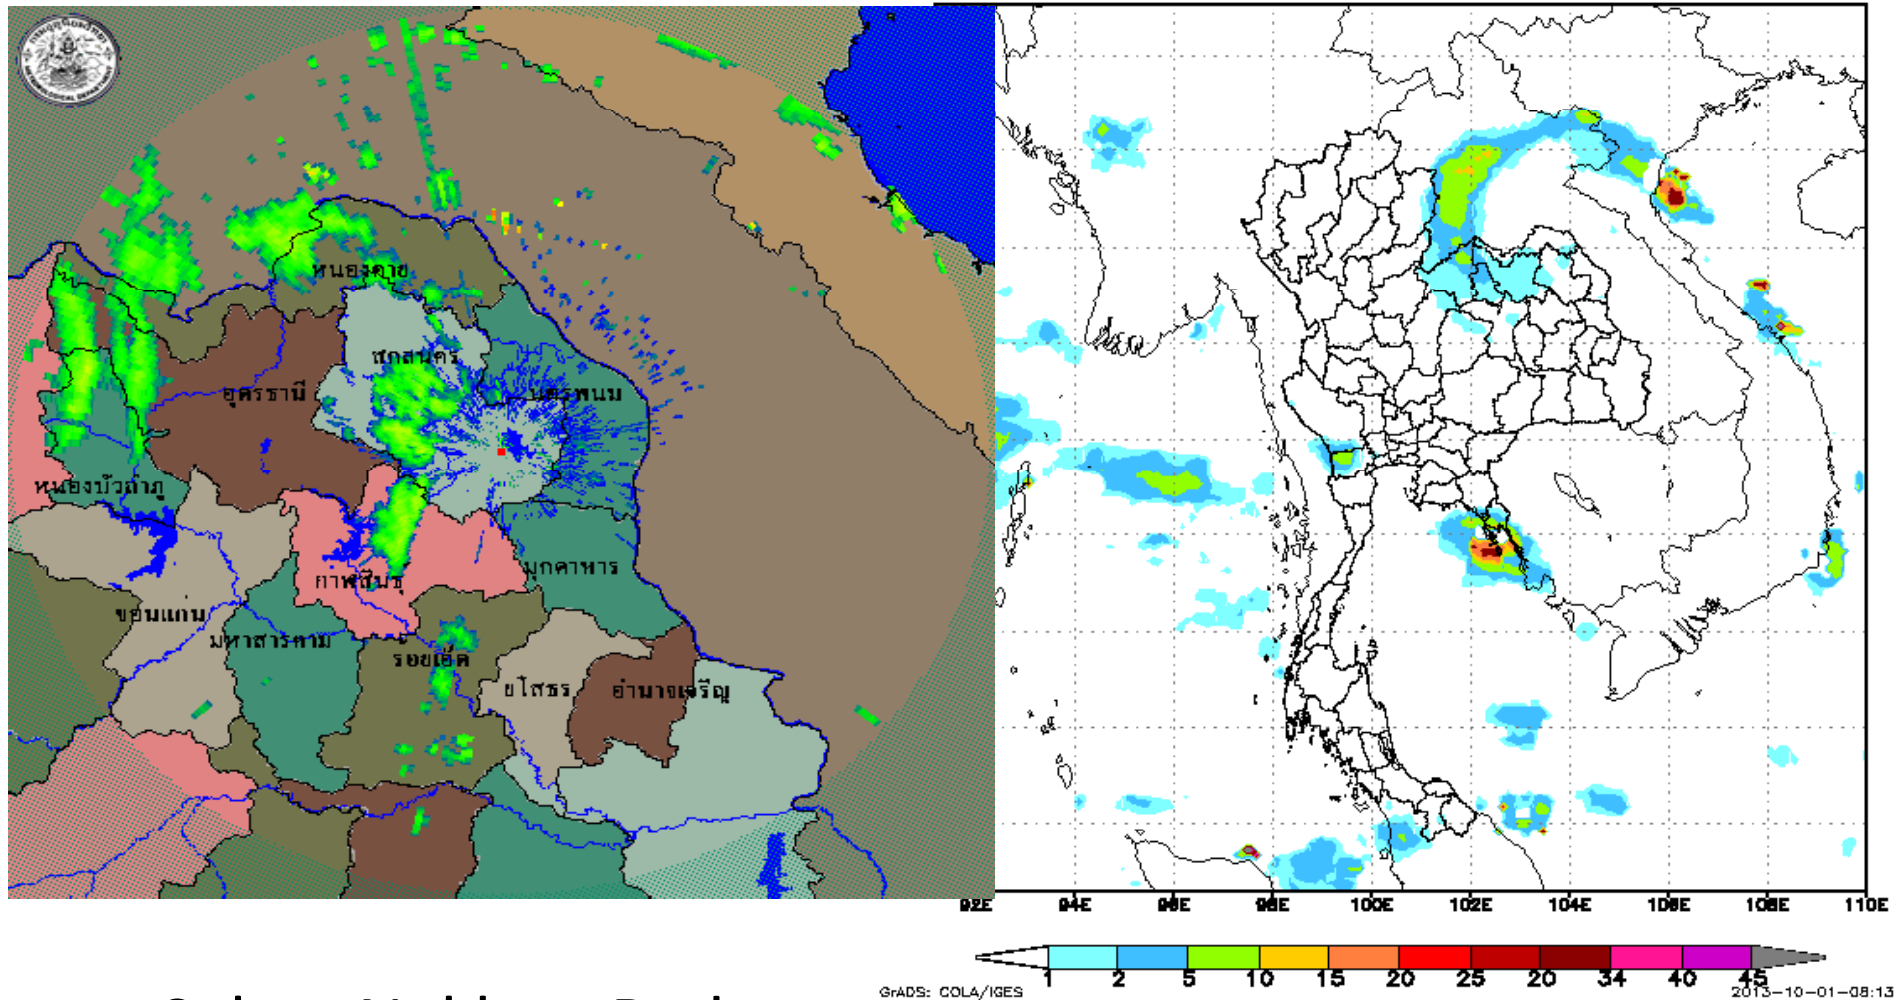 หนองคาย
สกลนคร
อุดรธานี
นครพนม
หนองบัวลำภู
กาฬสินธุ์
มุกดาหาร
ขอนแก่น
มหาสารคาม
ร้อยเอ็ด
ยโสธร
อำนาจเจริญ
92E 94E 96E 98E 100E 102E 104E 106E 108E 110E
1 2 5 10 15 20 25 20 34 40 45
GrADS: COLA/IGES
2013-10-01-08:13